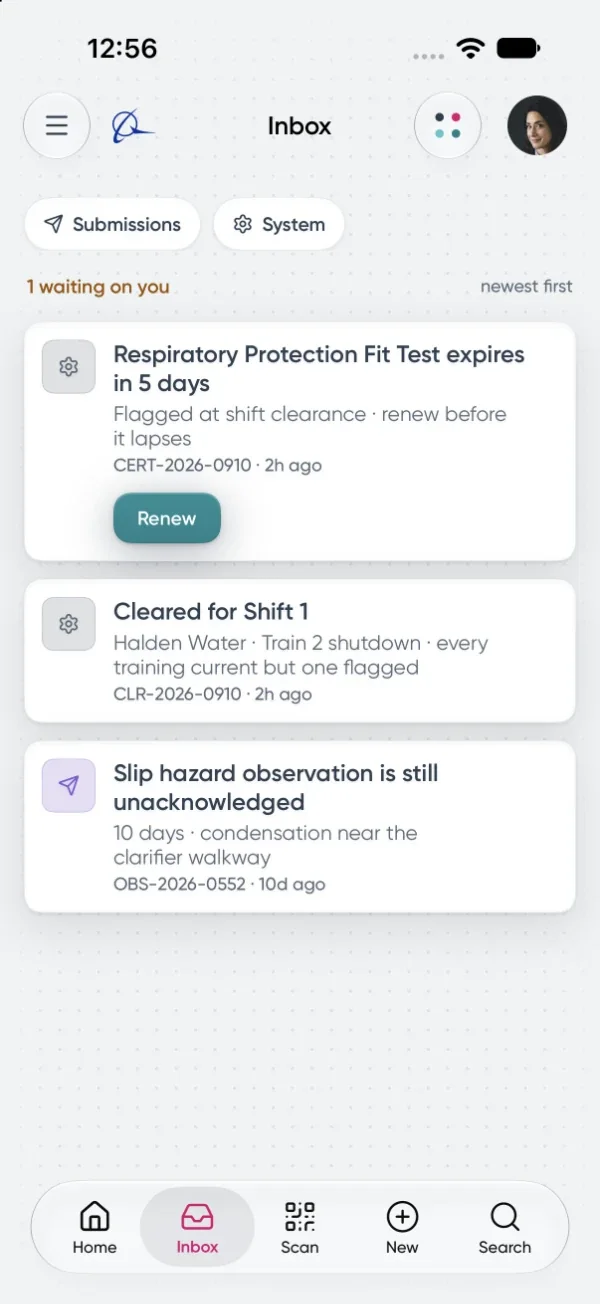 12:56
Inbox
Submissions
System
1 waiting on you
newest first
Respiratory Protection Fit Test expires
in 5 days
Flagged at shift clearance · renew before
it lapses
CERT-2026-0910 · 2h ago
Renew
Cleared for Shift 1
Halden Water · Train 2 shutdown · every
training current but one flagged
CLR-2026-0910 · 2h ago
Slip hazard observation is still
unacknowledged
10 days · condensation near the
clarifier walkway
OBS-2026-0552 · 10d ago
Home
Inbox
Scan
New
Search